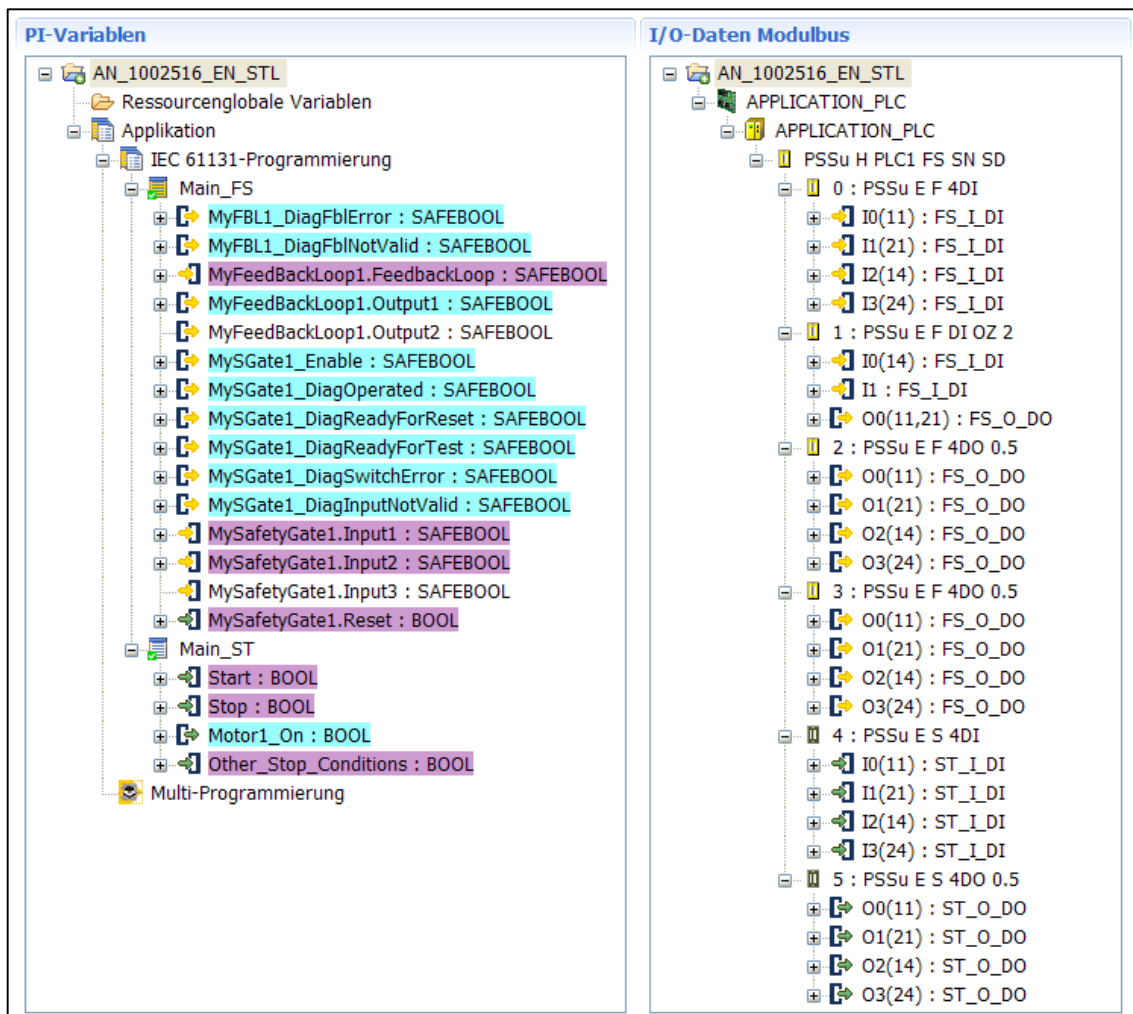 PI-Variablen
AN_1002516_EN_STL
Ressourcenglobale Variablen
Applikation
IEC 61131-Programmierung
Main_FS
MyFBL1_DiagFblError : SAFEBOOL
MyFBL1_DiagFblNotValid : SAFEBOOL
MyFeedBackLoop1.FeedbackLoop : SAFEBOOL
MyFeedBackLoop1.Output1 : SAFEBOOL
MyFeedBackLoop1.Output2 : SAFEBOOL
MySGate1_Enable : SAFEBOOL
MySGate1_DiagOperated : SAFEBOOL
MySGate1_DiagReadyForReset : SAFEBOOL
MySGate1_DiagReadyForTest : SAFEBOOL
MySGate1_DiagSwitchError : SAFEBOOL
MySGate1_DiagInputNotValid : SAFEBOOL
MySafetyGate1.Input1 : SAFEBOOL
MySafetyGate1.Input2 : SAFEBOOL
MySafetyGate1.Input3 : SAFEBOOL
MySafetyGate1.Reset : BOOL
Main_ST
Start : BOOL
Stop : BOOL
Motor1_On : BOOL
Other_Stop_Conditions : BOOL
Multi-Programmierung
I/O-Daten Modulbus
AN_1002516_EN_STL
APPLICATION_PLC
APPLICATION_PLC
PSSu H PLC1 FS SN SD
0 : PSSu E F 4DI
I0(11) : FS_I_DI
I1(21) : FS_I_DI
I2(14) : FS_I_DI
I3(24) : FS_I_DI
1 : PSSu E F DI OZ 2
I0(14) : FS_I_DI
I1 : FS_I_DI
O0(11,21) : FS_O_DO
2 : PSSu E F 4DO 0.5
O0(11) : FS_O_DO
O1(21) : FS_O_DO
O2(14) : FS_O_DO
O3(24) : FS_O_DO
3 : PSSu E F 4DO 0.5
O0(11) : FS_O_DO
O1(21) : FS_O_DO
O2(14) : FS_O_DO
O3(24) : FS_O_DO
4 : PSSu E S 4DI
I0(11) : ST_I_DI
I1(21) : ST_I_DI
I2(14) : ST_I_DI
I3(24) : ST_I_DI
5 : PSSu E S 4DO 0.5
O0(11) : ST_O_DO
O1(21) : ST_O_DO
O2(14) : ST_O_DO
O3(24) : ST_O_DO